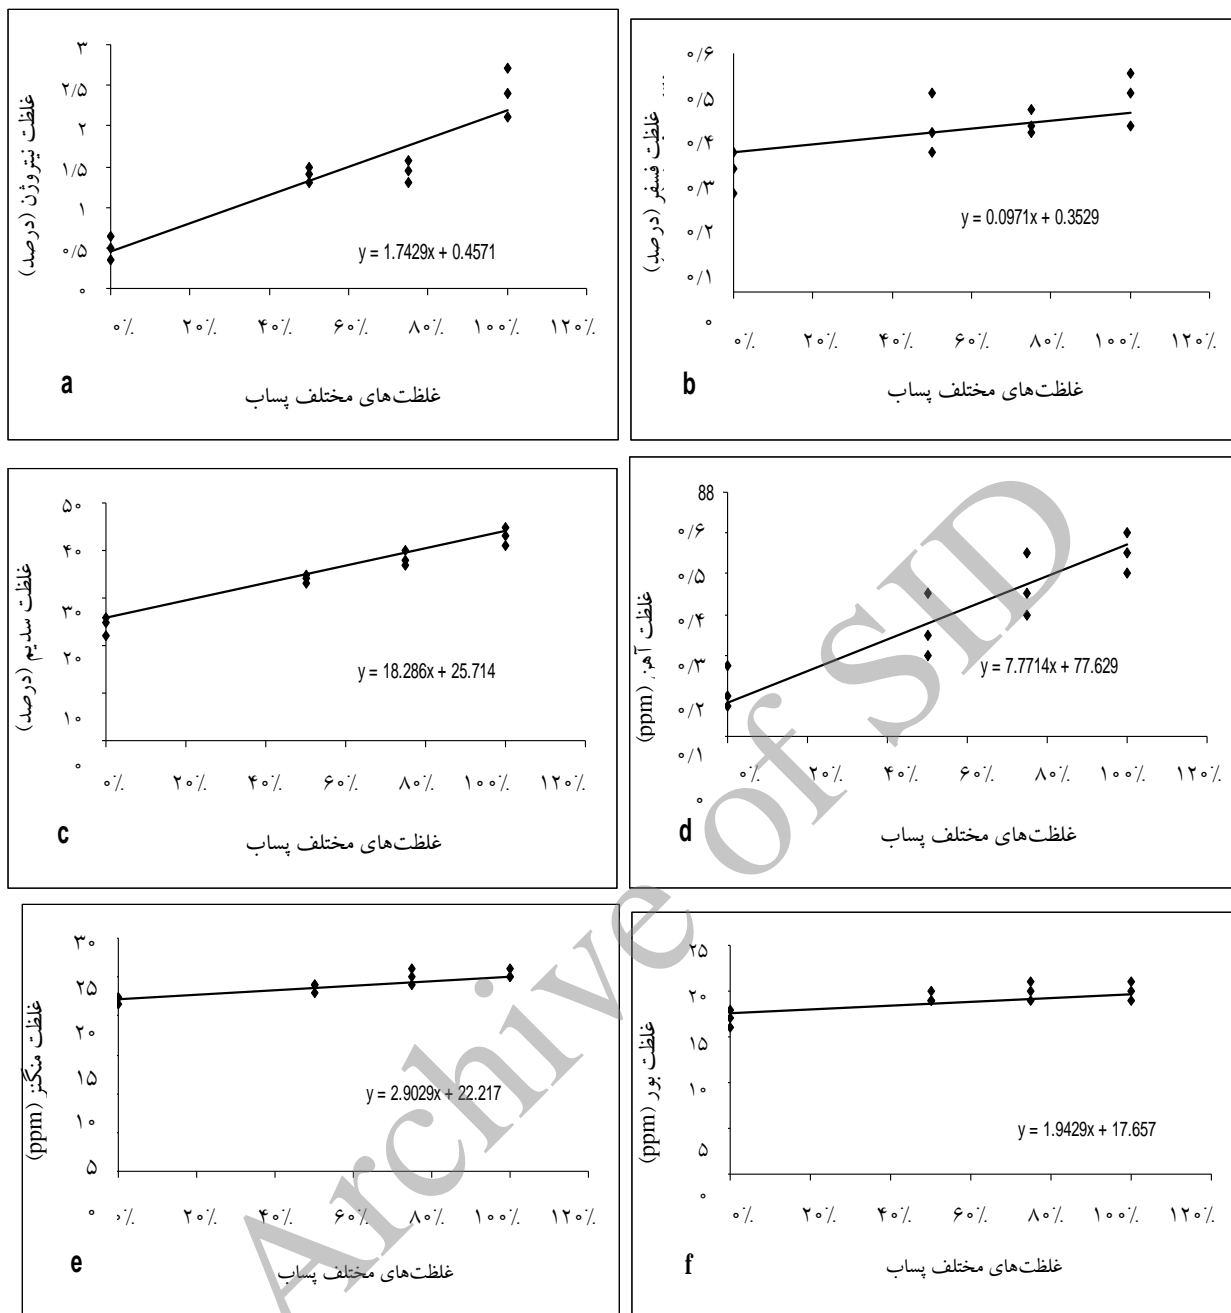 ۳
۲/۵
۲
۱/۵
۱
۰/۵
۰
غلظت نیتروژن (درصد)
y = 1.7429x + 0.4571
۰٪ ۲۰٪ ۴۰٪ ۶۰٪ ۸۰٪ ۱۰۰٪ ۱۲۰٪
a
غلظت‌های مختلف پساب
۰/۶
۰/۵
۰/۴
۰/۳
۰/۲
۰/۱
۰
غلظت فسفر (درصد)
y = 0.0971x + 0.3529
۰٪ ۲۰٪ ۴۰٪ ۶۰٪ ۸۰٪ ۱۰۰٪ ۱۲۰٪
b
غلظت‌های مختلف پساب
۵۰
۴۰
۳۰
۲۰
۱۰
۰
غلظت سدیم (درصد)
y = 18.286x + 25.714
۰٪ ۲۰٪ ۴۰٪ ۶۰٪ ۸۰٪ ۱۰۰٪ ۱۲۰٪
c
غلظت‌های مختلف پساب
88
۰/۶
۰/۵
۰/۴
۰/۳
۰/۲
۰/۱
۰
غلظت آهن (ppm)
y = 7.7714x + 77.629
۰٪ ۲۰٪ ۴۰٪ ۶۰٪ ۸۰٪ ۱۰۰٪ ۱۲۰٪
d
غلظت‌های مختلف پساب
۳۰
۲۵
۲۰
۱۵
۱۰
۵
غلظت منگنز (ppm)
y = 2.9029x + 22.217
۰٪ ۲۰٪ ۴۰٪ ۶۰٪ ۸۰٪ ۱۰۰٪ ۱۲۰٪
e
غلظت‌های مختلف پساب
۲۵
۲۰
۱۵
۱۰
۵
۰
غلظت بور (ppm)
y = 1.9429x + 17.657
۰٪ ۲۰٪ ۴۰٪ ۶۰٪ ۸۰٪ ۱۰۰٪ ۱۲۰٪
f
غلظت‌های مختلف پساب
Archive of SID